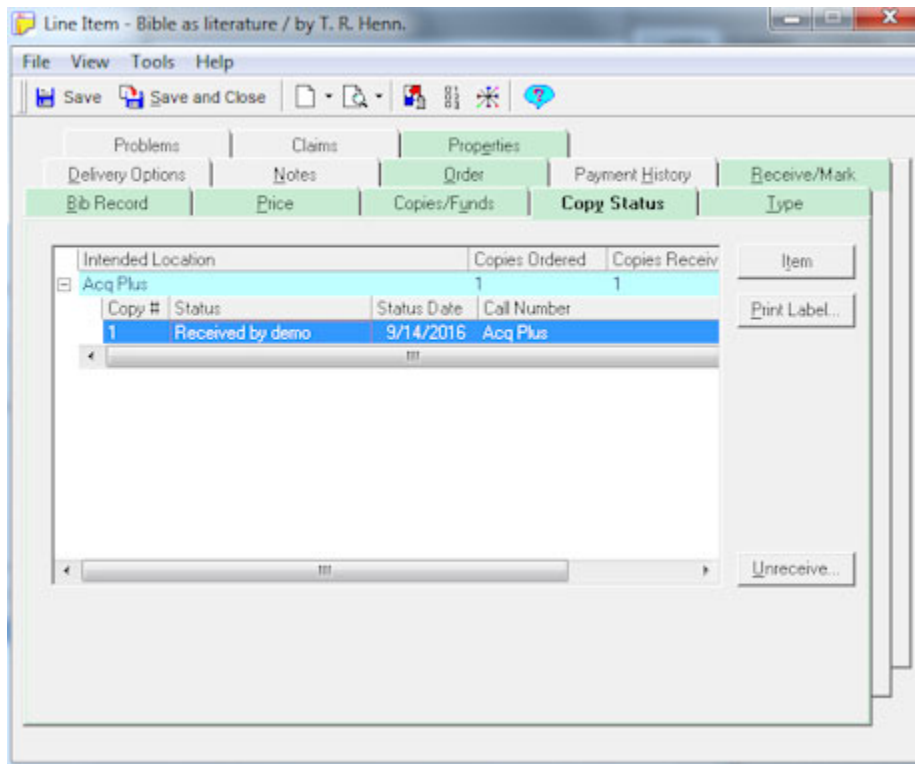 Line Item - Bible as literature / by T. R. Henn.
File View Tools Help
Save Save and Close
Problems Claims Properties
Delivery Options Notes Order Payment History Receive/Mark
Bib Record Price Copies/Funds Copy Status Type
Intended Location Copies Ordered Copies Receiv Item
Acq Plus 1 1
Copy # Status Status Date Call Number Print Label...
1 Received by demo 9/14/2016 Acq Plus
Unreceive...